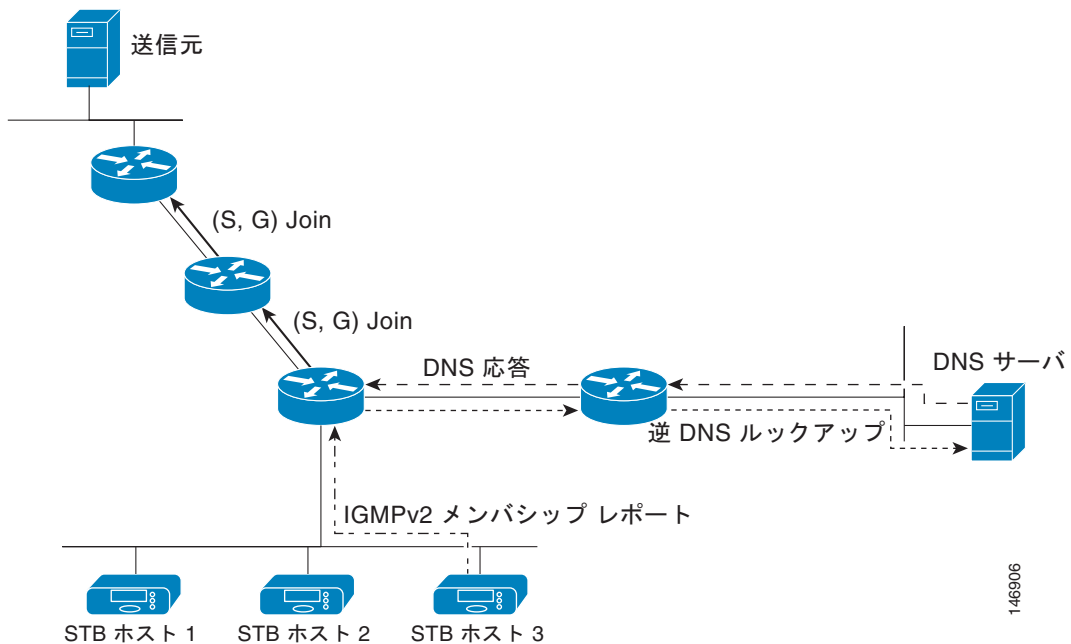 送信元
(S, G) Join
(S, G) Join
DNS 応答
DNS サーバ
逆 DNS ルックアップ
IGMPv2 メンバシップ レポート
STB ホスト 1
STB ホスト 2
STB ホスト 3
146906